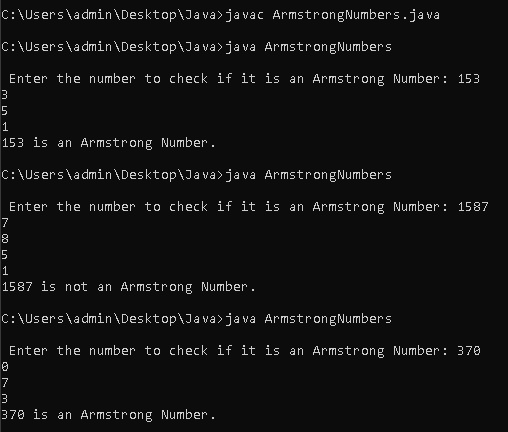 C:\Users\admin\Desktop\Java>javac ArmstrongNumbers.java
C:\Users\admin\Desktop\Java>java ArmstrongNumbers
Enter the number to check if it is an Armstrong Number: 153
3
5
1
153 is an Armstrong Number.
C:\Users\admin\Desktop\Java>java ArmstrongNumbers
Enter the number to check if it is an Armstrong Number: 1587
7
8
5
1
1587 is not an Armstrong Number.
C:\Users\admin\Desktop\Java>java ArmstrongNumbers
Enter the number to check if it is an Armstrong Number: 370
0
7
3
370 is an Armstrong Number.